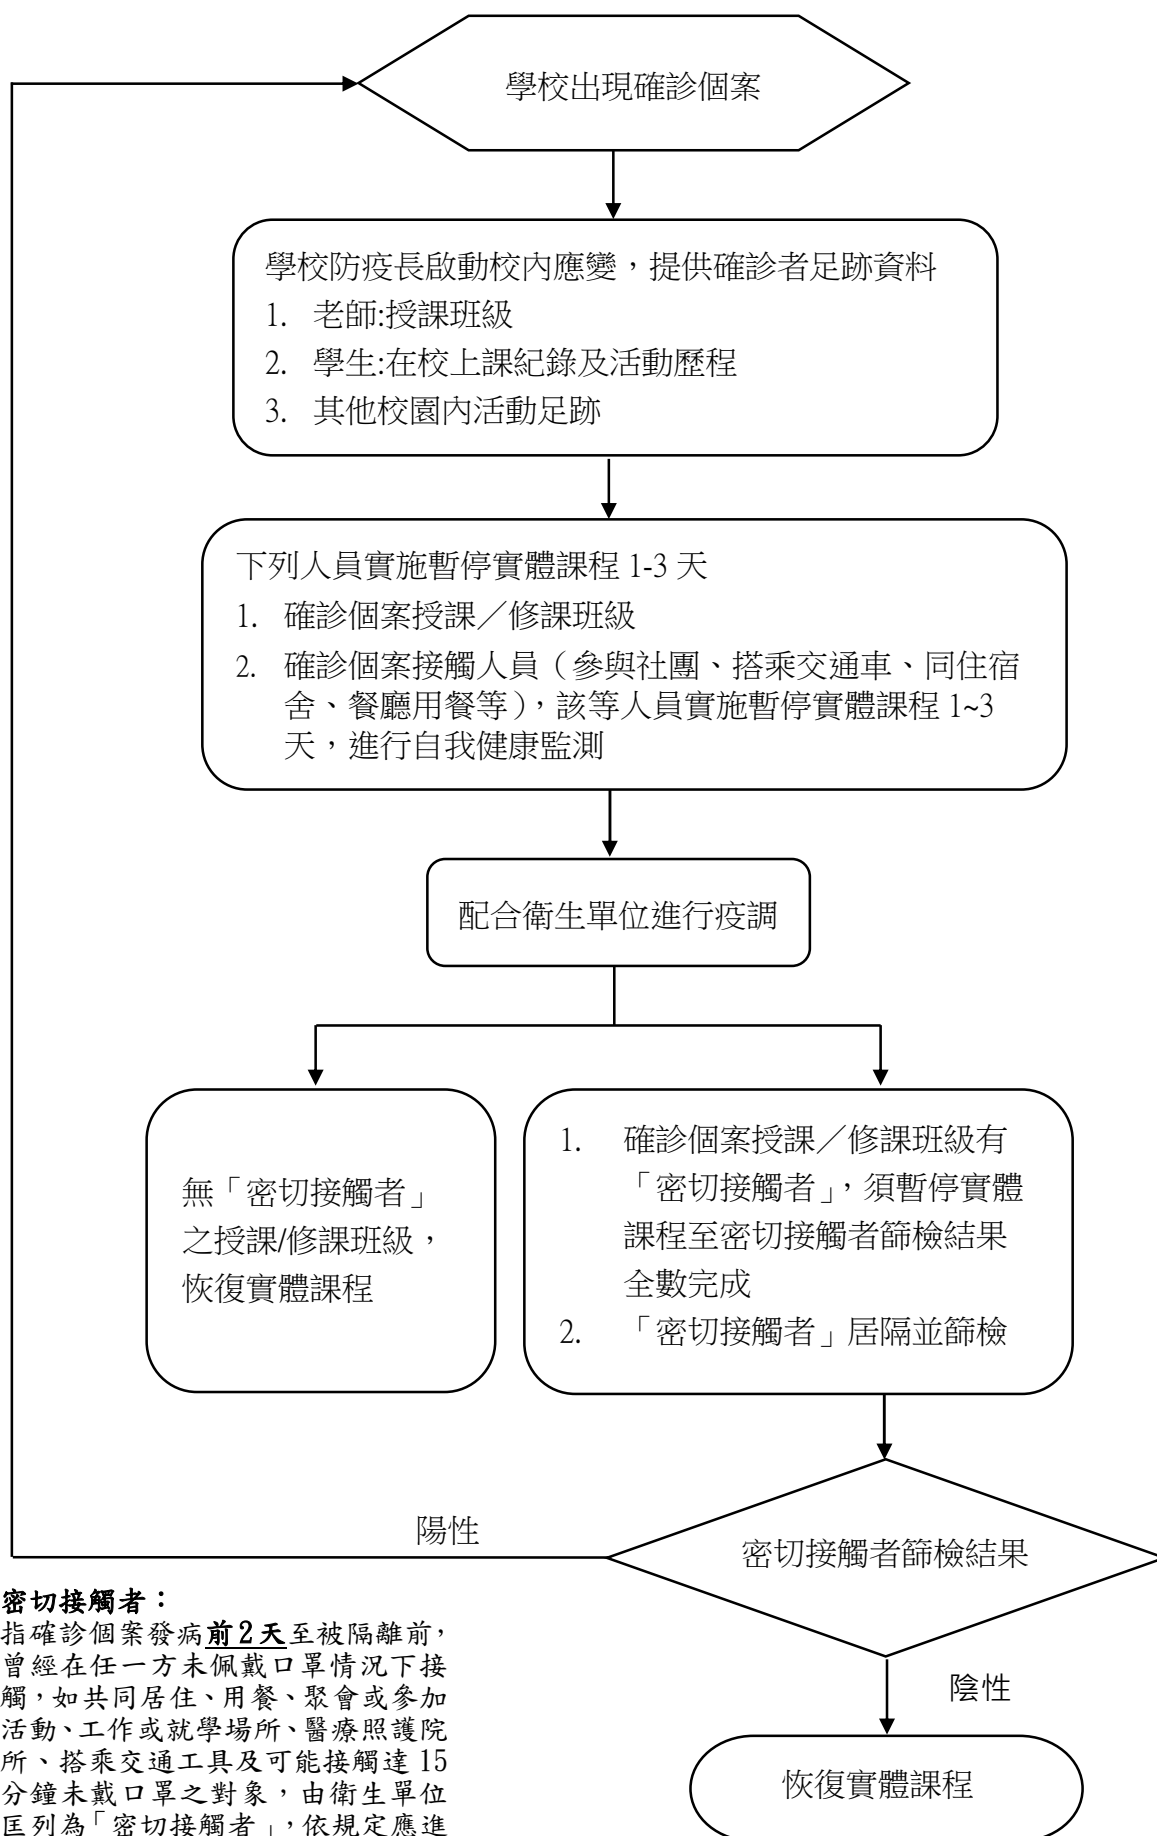 學校出現確診個案
學校防疫長啟動校內應變，提供確診者足跡資料
1. 老師:授課班級
2. 學生:在校上課紀錄及活動歷程
3. 其他校園內活動足跡
下列人員實施暫停實體課程 1-3 天
1. 確診個案授課／修課班級
2. 確診個案接觸人員（參與社團、搭乘交通車、同住宿
舍、餐廳用餐等），該等人員實施暫停實體課程 1~3
天，進行自我健康監測
配合衛生單位進行疫調
無「密切接觸者」
之授課/修課班級，
恢復實體課程
1. 確診個案授課／修課班級有
「密切接觸者」，須暫停實體
課程至密切接觸者篩檢結果
全數完成
2. 「密切接觸者」居隔並篩檢
陽性
密切接觸者篩檢結果
陰性
恢復實體課程
密切接觸者：
指確診個案發病前2天至被隔離前，
曾經在任一方未佩戴口罩情況下接
觸，如共同居住、用餐、聚會或參加
活動、工作或就學場所、醫療照護院
所、搭乘交通工具及可能接觸達 15
分鐘未戴口罩之對象，由衛生單位
匡列為「密切接觸者」，依規定應進